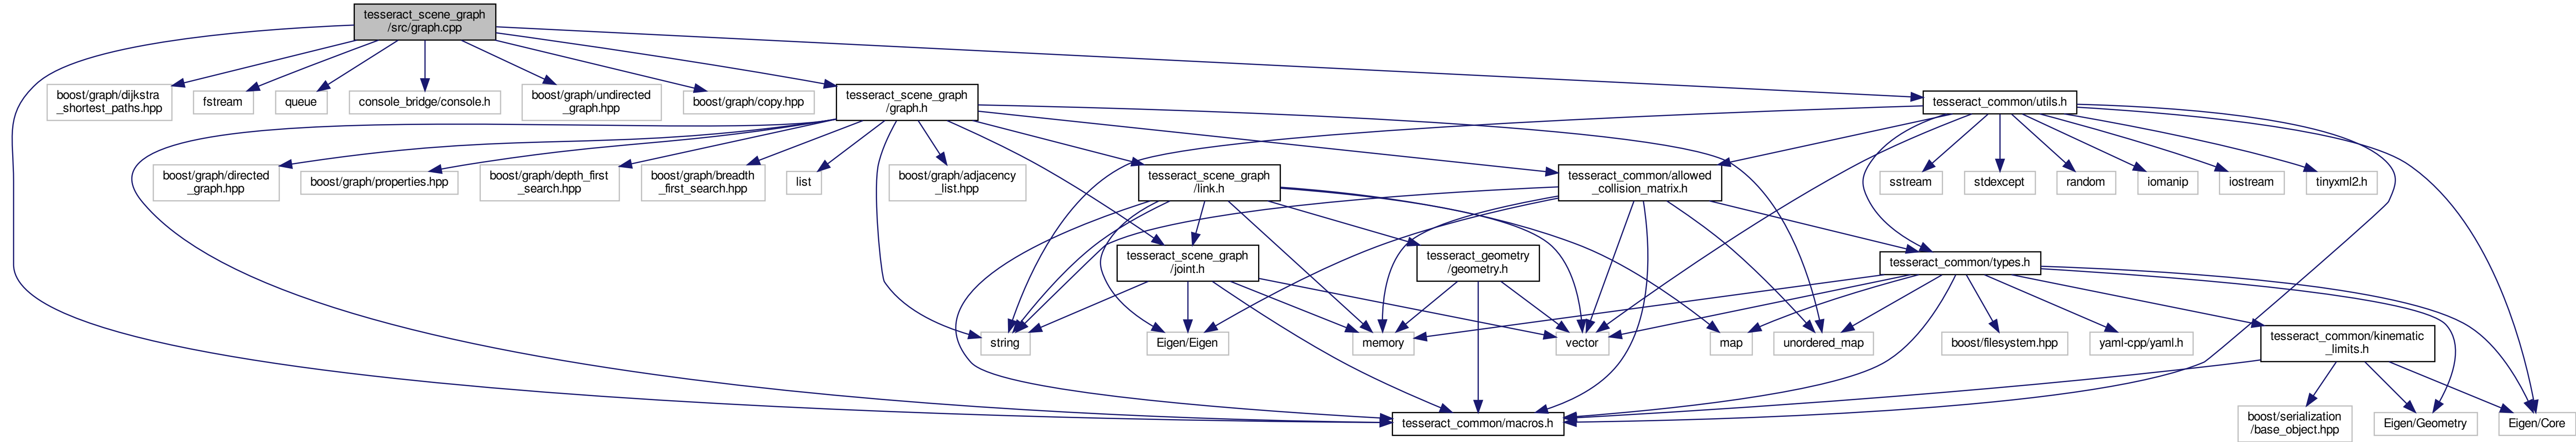 tesseract_scene_graph
/src/graph.cpp
boost/graph/dijkstra
_shortest_paths.hpp
fstream
queue
console_bridge/console.h
boost/graph/undirected
_graph.hpp
boost/graph/copy.hpp
tesseract_scene_graph
/graph.h
tesseract_common/utils.h
boost/graph/directed
_graph.hpp
boost/graph/properties.hpp
boost/graph/depth_first
_search.hpp
boost/graph/breadth
_first_search.hpp
list
boost/graph/adjacency
_list.hpp
tesseract_scene_graph
/link.h
tesseract_common/allowed
_collision_matrix.h
sstream
stdexcept
random
iomanip
iostream
tinyxml2.h
tesseract_scene_graph
/joint.h
tesseract_geometry
/geometry.h
tesseract_common/types.h
string
Eigen/Eigen
memory
vector
map
unordered_map
boost/filesystem.hpp
yaml-cpp/yaml.h
tesseract_common/kinematic
_limits.h
tesseract_common/macros.h
boost/serialization
/base_object.hpp
Eigen/Geometry
Eigen/Core